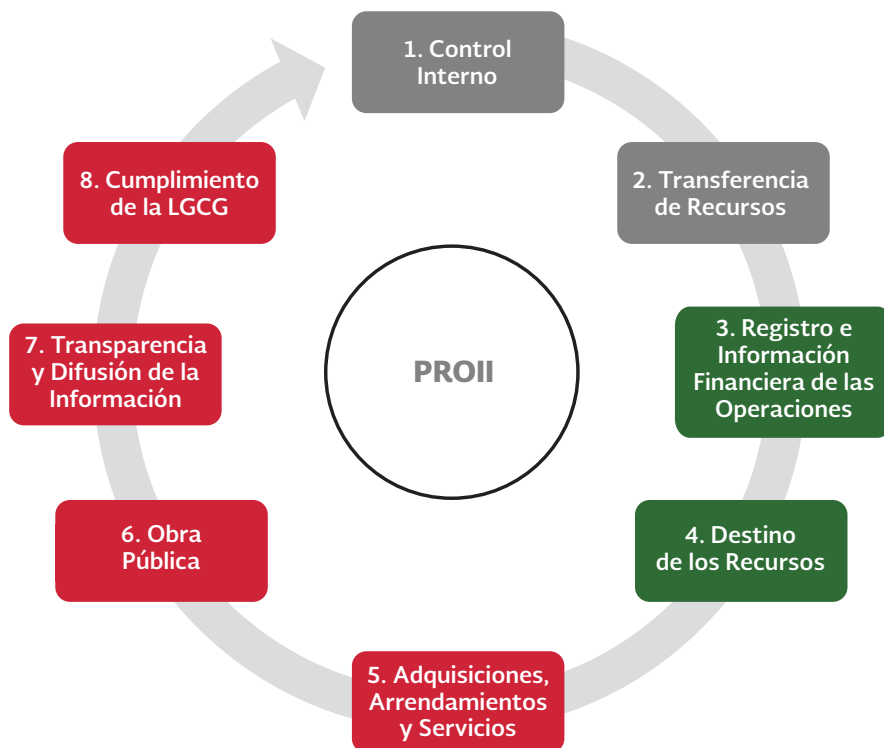 1. Control
Interno
2. Transferencia
de Recursos
3. Registro e
Información
Financiera de las
Operaciones
4. Destino
de los Recursos
5. Adquisiciones,
Arrendamientos
y Servicios
6. Obra
Pública
7. Transparencia
y Difusión de la
Información
8. Cumplimiento
de la LGCG
PROII